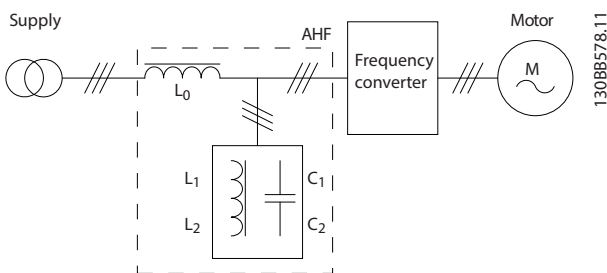 Supply
AHF
Motor
130BB578.11
L0
Frequency
converter
M
L1
C1
L2
C2